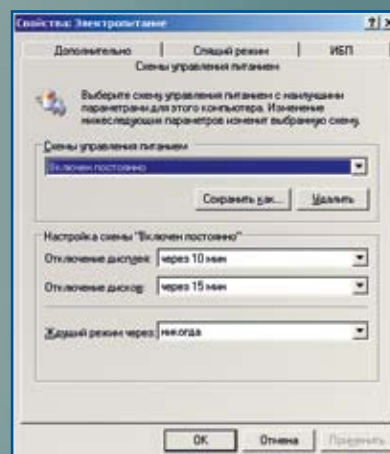 Свойства: Электропитание
Дополнительно
Спящий режим
ИБП
Схемы управления питанием
Выберите схему управления питанием с наилучшими
параметрами для этого компьютера. Изменение
нижеследующих параметров изменит выбранную схему.
Схемы управления питанием
Включен постоянно
Сохранить как...
Удалить
Настройка схемы "Включен постоянно"
Отключение дисплея: через 10 мин
Отключение дисков: через 15 мин
Ждущий режим через: никогда
OK
Отмена
Применить